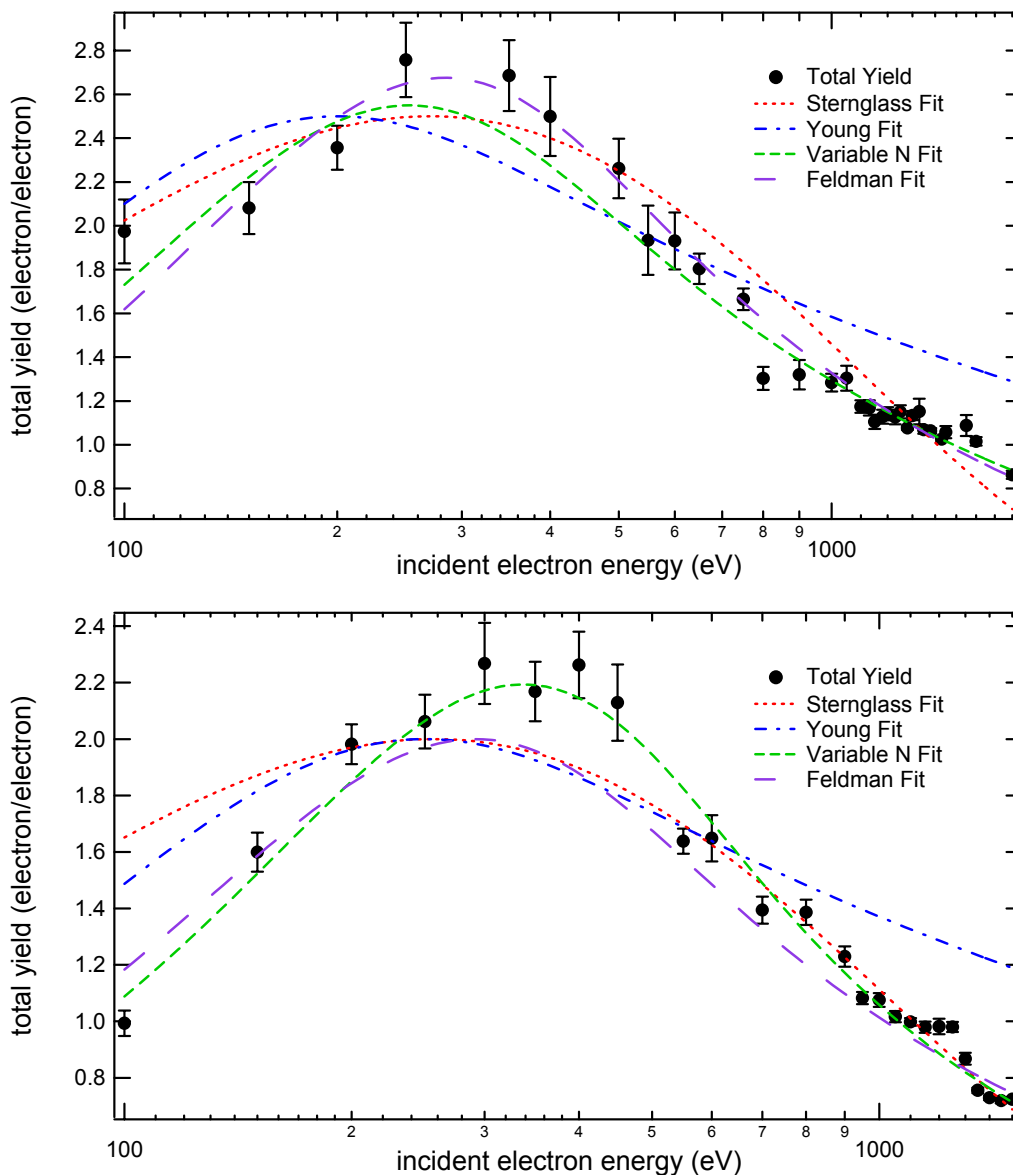 2.8
2.6
2.4
2.2
2.0
1.8
1.6
1.4
1.2
1.0
0.8
total yield (electron/electron)
Total Yield
Sternglass Fit
Young Fit
Variable N Fit
Feldman Fit
100 2 3 4 5 6 7 8 9 1000
incident electron energy (eV)
2.4
2.2
2.0
1.8
1.6
1.4
1.2
1.0
0.8
total yield (electron/electron)
Total Yield
Sternglass Fit
Young Fit
Variable N Fit
Feldman Fit
100 2 3 4 5 6 7 8 9 1000
incident electron energy (eV)